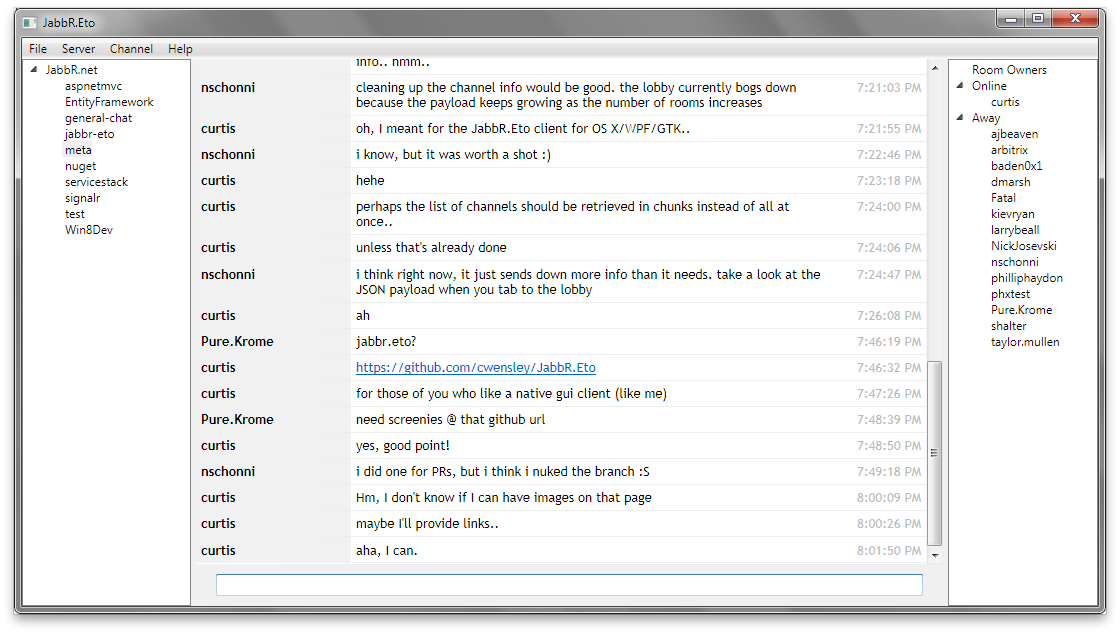 JabbR.Eto
File Server Channel Help
JabbR.net
aspnetmvc
EntityFramework
general-chat
jabbr-eto
meta
nuget
servicestack
signalr
test
Win8Dev
info.. hmm..
nschonni cleaning up the channel info would be good. the lobby currently bogs down 7:21:03 PM
because the payload keeps growing as the number of rooms increases
curtis oh, I meant for the JabbR.Eto client for OS X/WPF/GTK.. 7:21:55 PM
nschonni i know, but it was worth a shot :) 7:22:46 PM
curtis hehe 7:23:18 PM
curtis perhaps the list of channels should be retrieved in chunks instead of all at 7:24:00 PM
once..
curtis unless that's already done 7:24:06 PM
nschonni i think right now, it just sends down more info than it needs. take a look at the 7:24:47 PM
JSON payload when you tab to the lobby
curtis ah 7:26:08 PM
Pure.Krome jabbr.eto? 7:46:19 PM
curtis https://github.com/cwensley/JabbR.Eto 7:46:32 PM
curtis for those of you who like a native gui client (like me) 7:47:26 PM
Pure.Krome need screenies @ that github url 7:48:39 PM
curtis yes, good point! 7:48:50 PM
nschonni i did one for PRs, but i think i nuked the branch :S 7:49:18 PM
curtis Hm, I don't know if I can have images on that page 8:00:09 PM
curtis maybe I'll provide links.. 8:00:26 PM
curtis aha, I can. 8:01:50 PM
Room Owners
Online
curtis
Away
ajbeaven
arbitrix
baden0x1
dmarsh
Fatal
kievryan
larrybeall
NickJosevski
nschonni
philliphaydon
phxtest
Pure.Krome
shalter
taylor.mullen